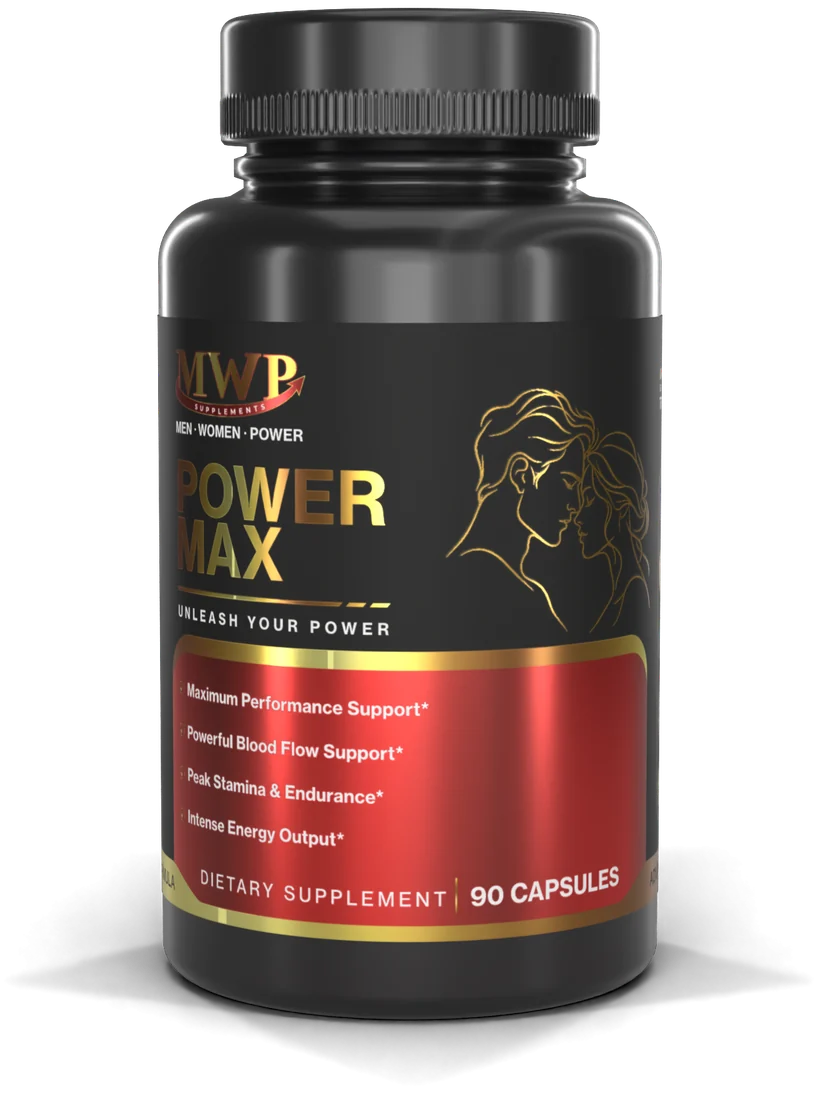 MWP
SUPPLEMENTS
MEN · WOMEN · POWER
POWER
MAX
UNLEASH YOUR POWER
· Maximum Performance Support*
· Powerful Blood Flow Support*
· Peak Stamina & Endurance*
· Intense Energy Output*
DIETARY SUPPLEMENT | 90 CAPSULES